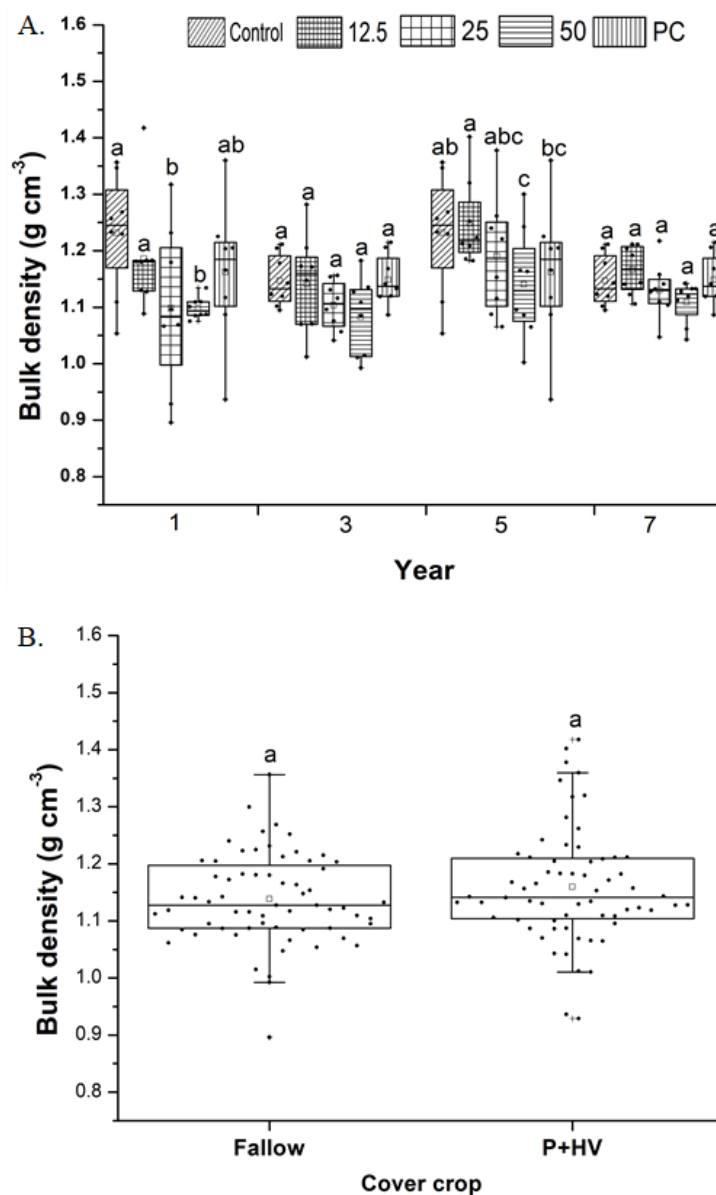 A.
Control 12.5 25 50 PC
1.6
1.5
1.4
1.3
1.2
1.1
1.0
0.9
0.8
Bulk density (g cm⁻³)
a a b b ab
a a a a a
ab a abc c bc
a a a a a
1 3 5 7
Year
B.
1.6
1.5
1.4
1.3
1.2
1.1
1.0
0.9
0.8
Bulk density (g cm⁻³)
a a
Fallow P+HV
Cover crop